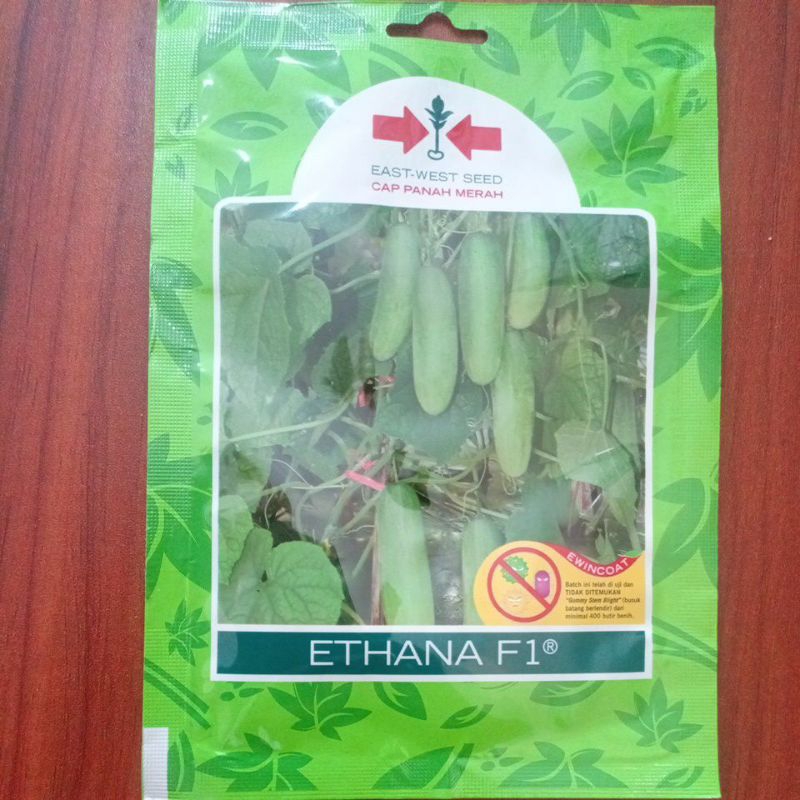 EAST-WEST SEED
CAP PANAH MERAH
EWINCOAT
Batch ini telah di uji dan
TIDAK DITEMUKAN
"Gummy Stem Blight" (busuk
batang berlendir) dari
minimal 400 butir benih.
ETHANA F1®